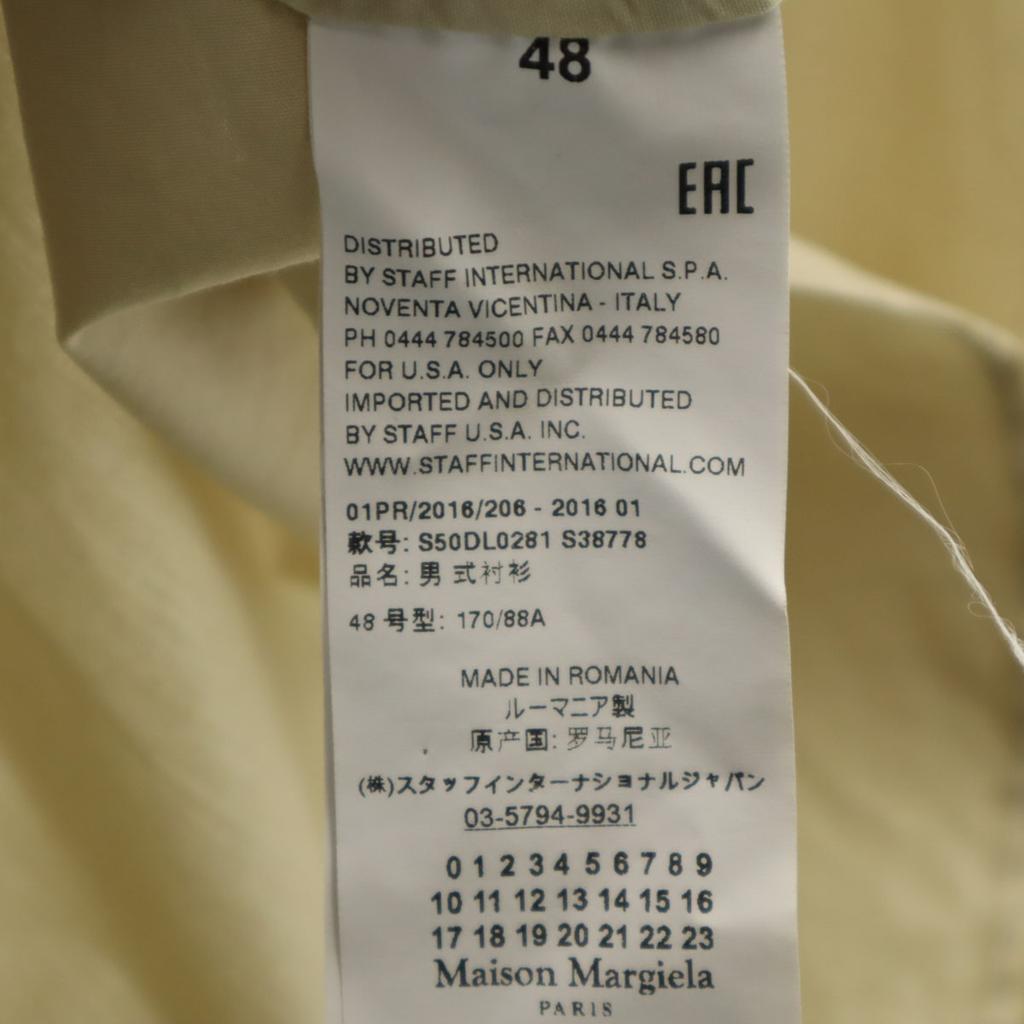 48
EAC
DISTRIBUTED
BY STAFF INTERNATIONAL S.P.A.
NOVENTA VICENTINA - ITALY
PH 0444 784500 FAX 0444 784580
FOR U.S.A. ONLY
IMPORTED AND DISTRIBUTED
BY STAFF U.S.A. INC.
WWW.STAFFINTERNATIONAL.COM
01PR/2016/206 - 2016 01
款号: S50DL0281 S38778
品名: 男 式衬衫
48 号型: 170/88A
MADE IN ROMANIA
ルーマニア製
原产国: 罗马尼亚
(株)スタッフインターナショナルジャパン
03-5794-9931
0 1 2 3 4 5 6 7 8 9
10 11 12 13 14 15 16
17 18 19 20 21 22 23
Maison Margiela
PARIS